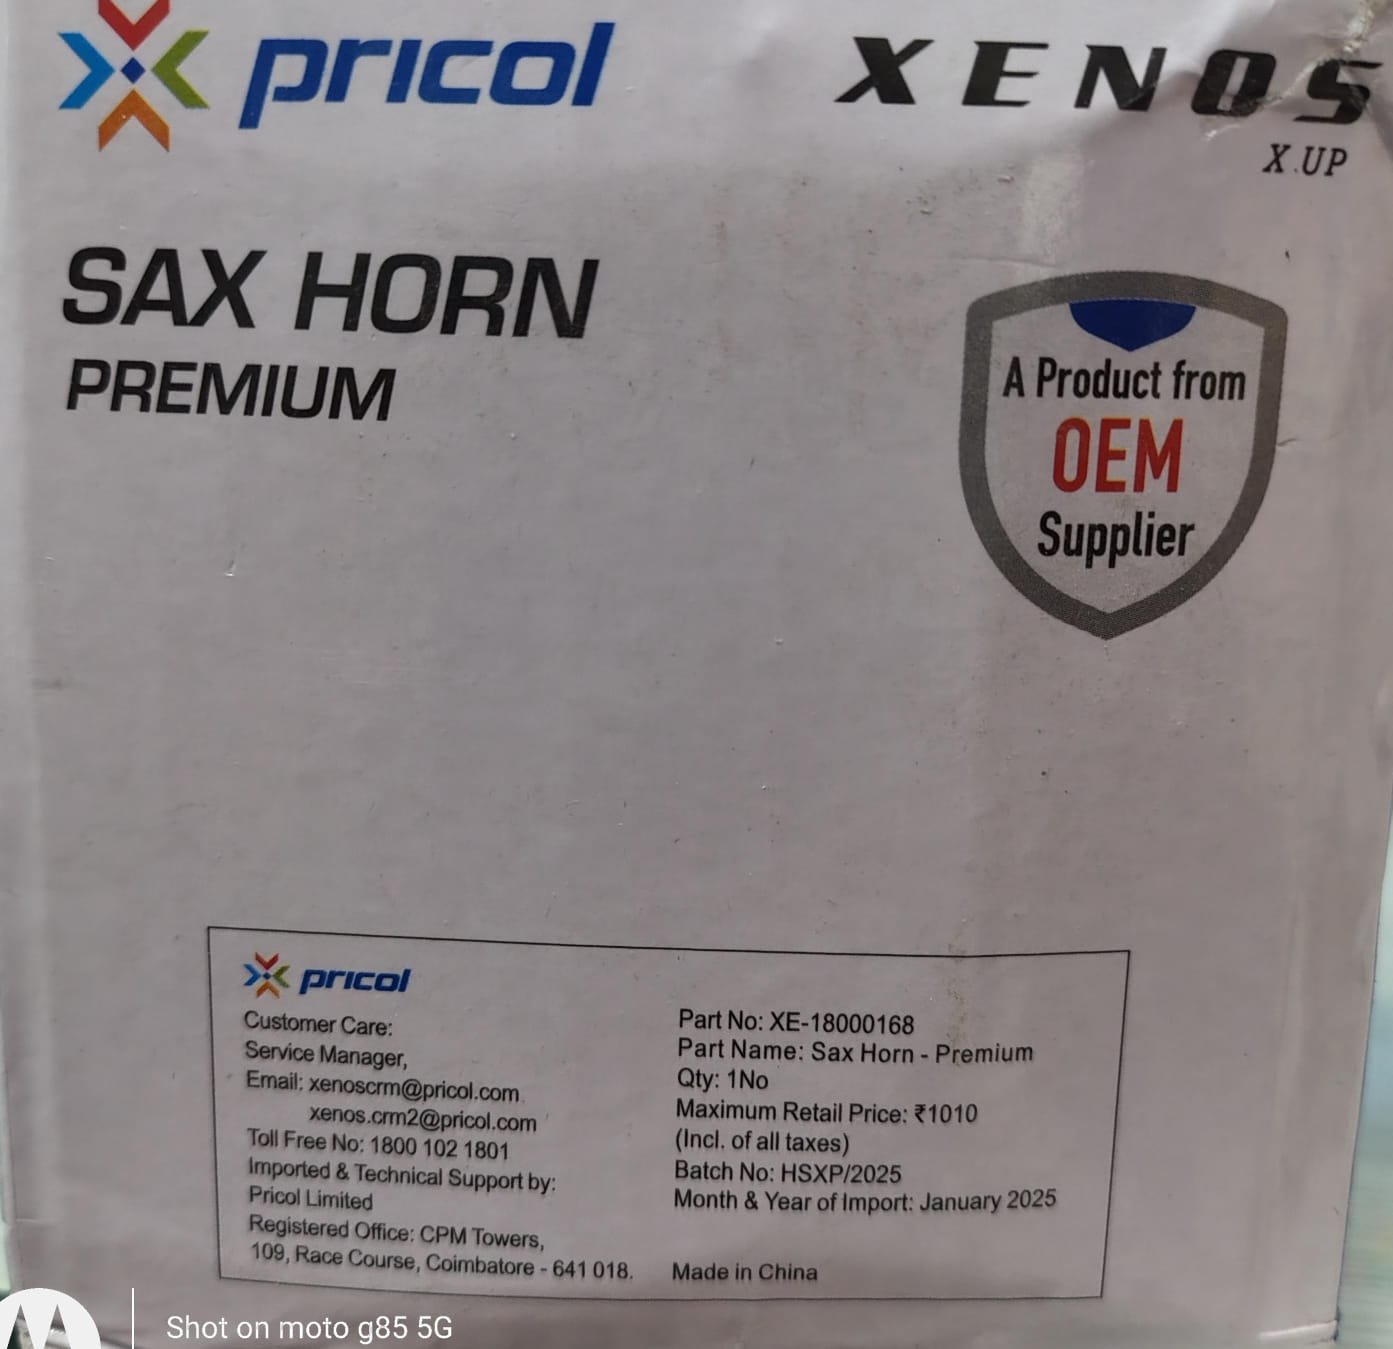 pricol
XENOS
X.UP
SAX HORN
PREMIUM
A Product from
OEM
Supplier
pricol
Customer Care:
Service Manager,
Email: xenoscrm@pricol.com
xenos.crm2@pricol.com
Toll Free No: 1800 102 1801
Imported & Technical Support by:
Pricol Limited
Registered Office: CPM Towers,
109, Race Course, Coimbatore - 641 018.
Part No: XE-18000168
Part Name: Sax Horn - Premium
Qty: 1No
Maximum Retail Price: ₹1010
(Incl. of all taxes)
Batch No: HSXP/2025
Month & Year of Import: January 2025
Made in China
Shot on moto g85 5G